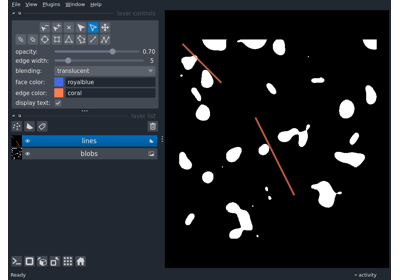 File View Plugins Window Help
layer controls
opacity: 0.70
edge width: 5
blending: translucent
face color: royalblue
edge color: coral
display text:
layer list
lines
blobs
Ready
activity